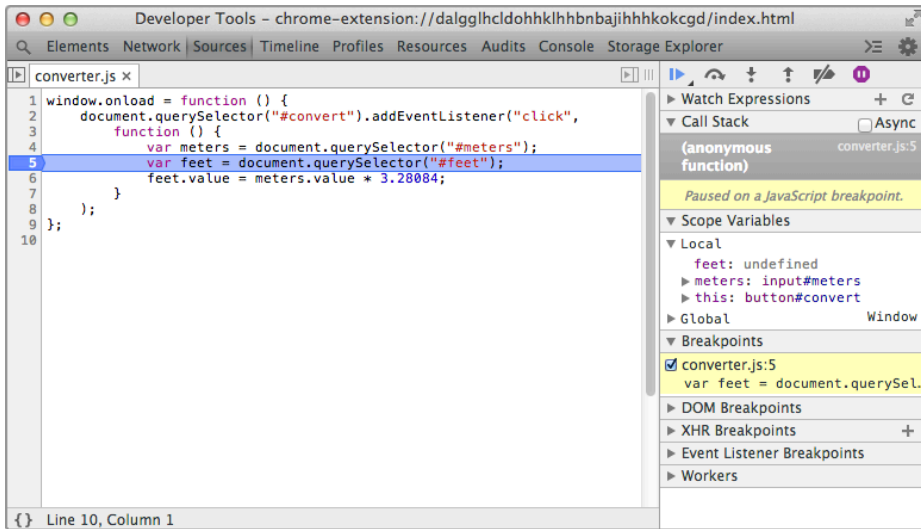 Developer Tools - chrome-extension://dalgglhcldohhklhhbnbajihhhkokcgd/index.html
Elements Network Sources Timeline Profiles Resources Audits Console Storage Explorer
converter.js ×
1 window.onload = function () {
2     document.querySelector("#convert").addEventListener("click",
3         function () {
4             var meters = document.querySelector("#meters");
5             var feet = document.querySelector("#feet");
6             feet.value = meters.value * 3.28084;
7         }
8     );
9 };
10
{} Line 10, Column 1
Watch Expressions
Call Stack Async
(anonymous function) converter.js:5
Paused on a JavaScript breakpoint.
Scope Variables
Local
feet: undefined
meters: input#meters
this: button#convert
Global Window
Breakpoints
converter.js:5
var feet = document.querySel…
DOM Breakpoints
XHR Breakpoints
Event Listener Breakpoints
Workers